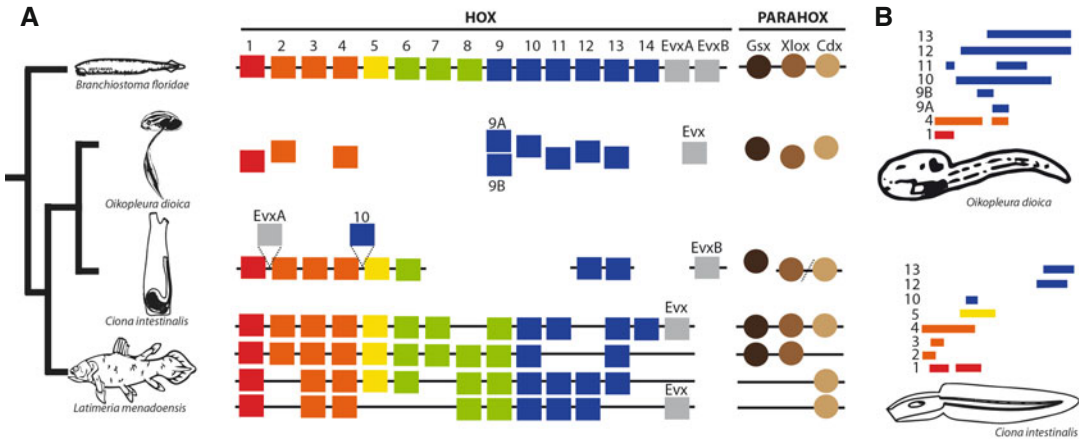 A
HOX
PARAHOX
B
1 2 3 4 5 6 7 8 9 10 11 12 13 14 EvxA EvxB
Gsx Xlox Cdx
Branchiostoma floridae
9A
9B
Evx
Oikopleura dioica
EvxA
10
EvxB
Ciona intestinalis
Evx
Evx
Latimeria menadoensis
13
12
11
10
9B
9A
4
1
Oikopleura dioica
13
12
10
5
4
3
2
1
Ciona intestinalis